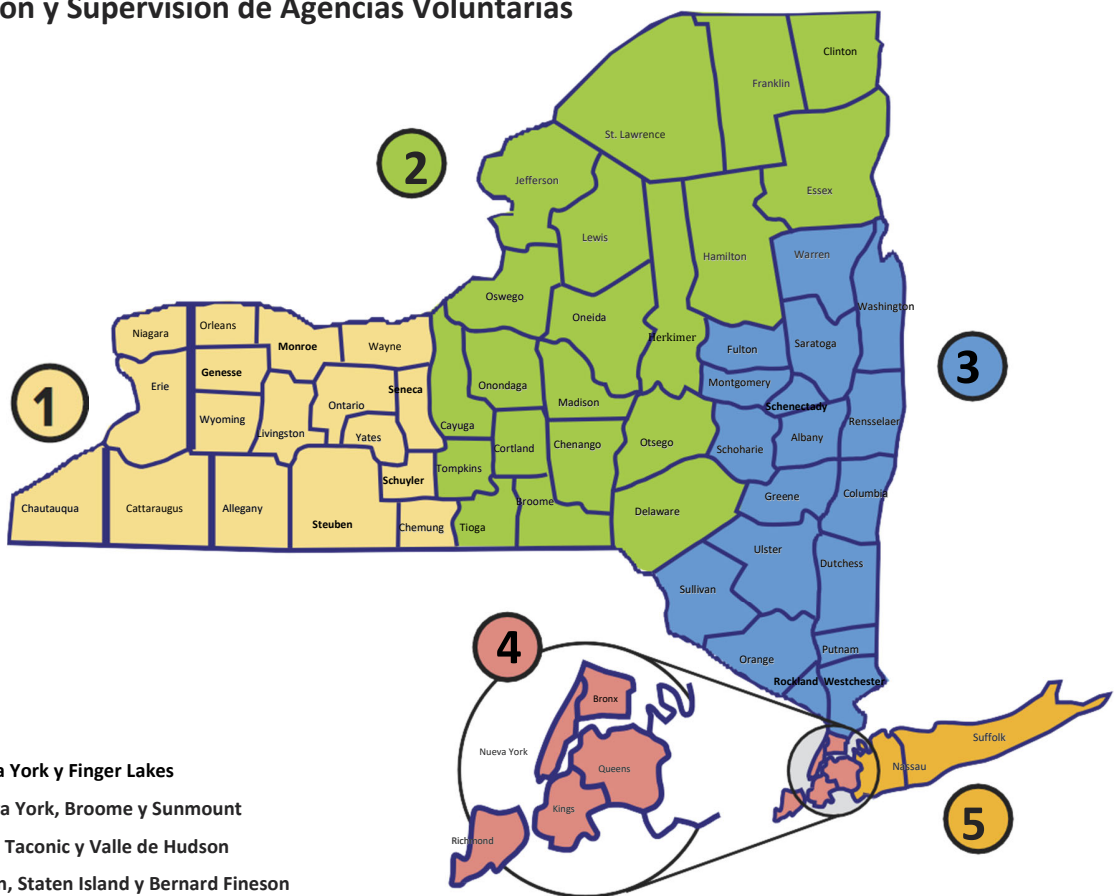 y Supervisión de Agencias Voluntarias
Clinton
Franklin
St. Lawrence
2
Jefferson
Essex
Lewis
Hamilton
Warren
Oswego
Washington
Oneida
Niagara
Orleans
Herkimer
Monroe
Wayne
Saratoga
Fulton
3
Genesse
Erie
Seneca
Onondaga
Montgomery
1
Ontario
Madison
Schenectady
Wyoming
Livingston
Yates
Cayuga
Rensselaer
Albany
Otsego
Chenango
Cortland
Schoharie
Tompkins
Schuyler
Columbia
Greene
Broome
Chautauqua
Cattaraugus
Allegany
Delaware
Steuben
Chemung
Tioga
Ulster
Dutchess
Sullivan
4
Putnam
Orange
Rockland
Westchester
Bronx
Suffolk
Nueva York
Nassau
Queens
Kings
5
Richmond
York y Finger Lakes
York, Broome y Sunmount
Taconic y Valle de Hudson
Staten Island y Bernard Fineson